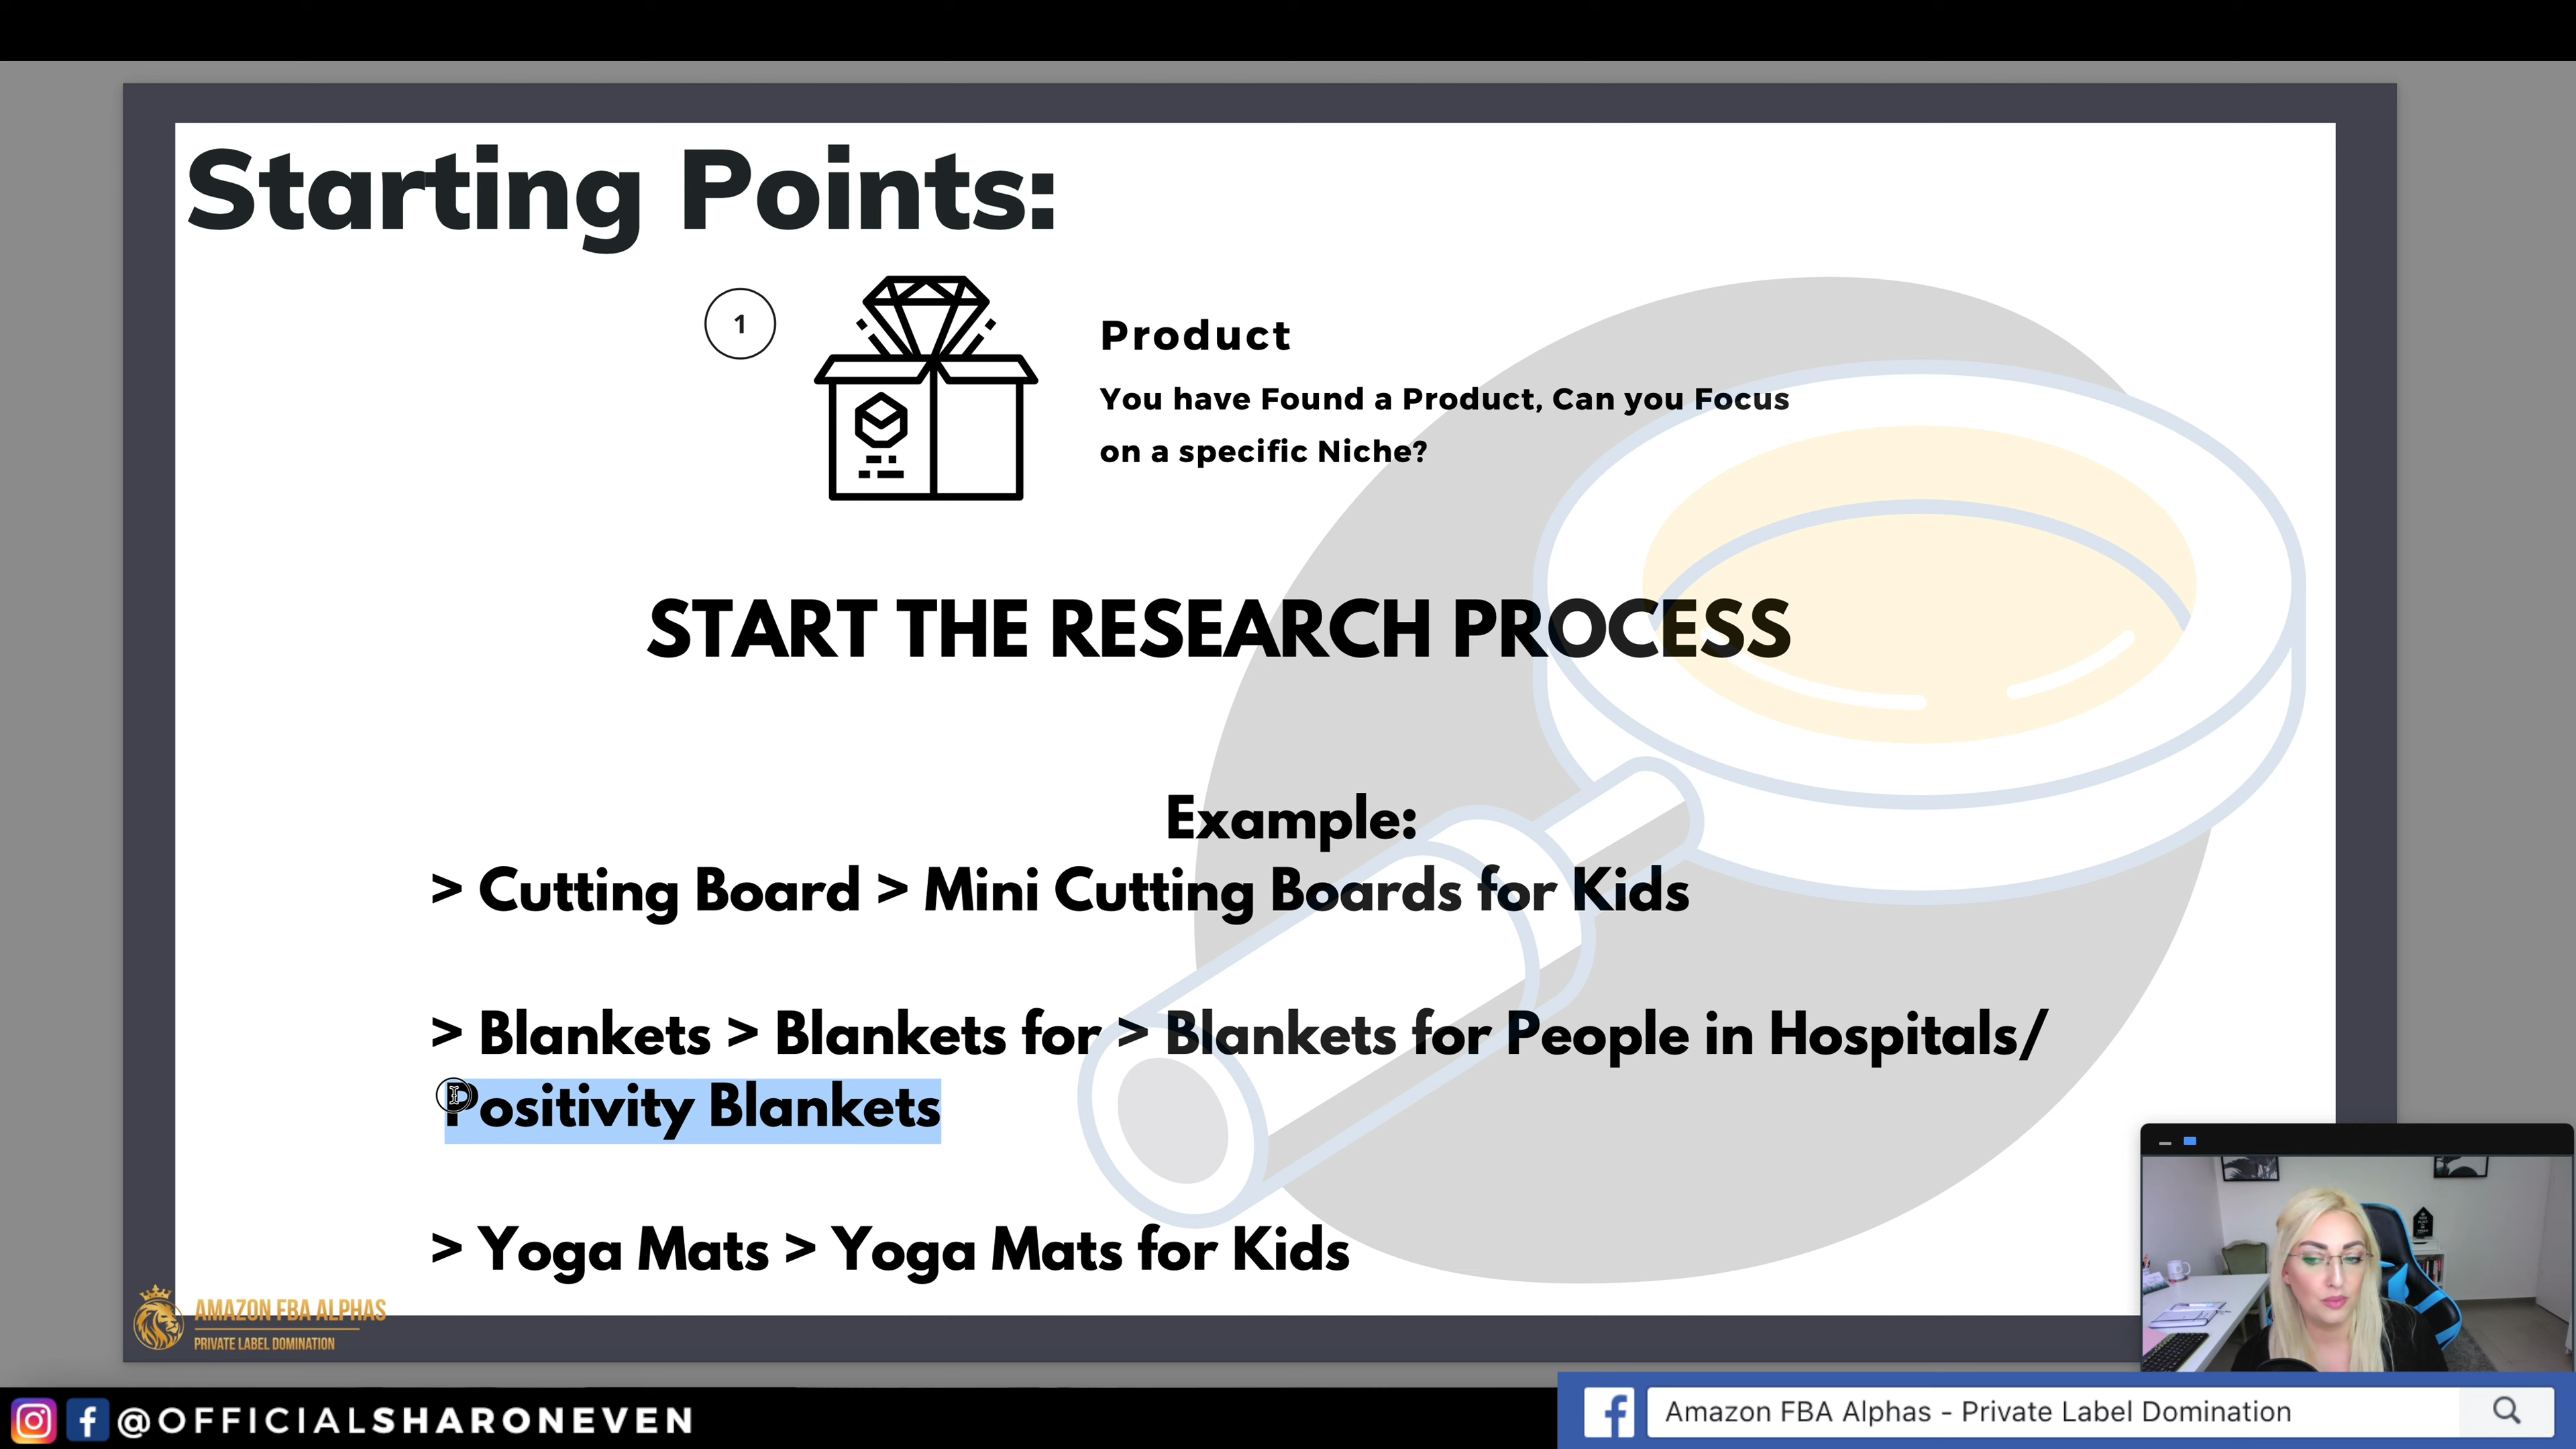 Starting Points:
1
Product
You have Found a Product, Can you Focus
on a specific Niche?
START THE RESEARCH PROCESS
Example:
> Cutting Board > Mini Cutting Boards for Kids
> Blankets > Blankets for > Blankets for People in Hospitals/
Positivity Blankets
> Yoga Mats > Yoga Mats for Kids
AMAZON FBA ALPHAS
PRIVATE LABEL DOMINATION
@OFFICIALSHARONEVEN
Amazon FBA Alphas - Private Label Domination